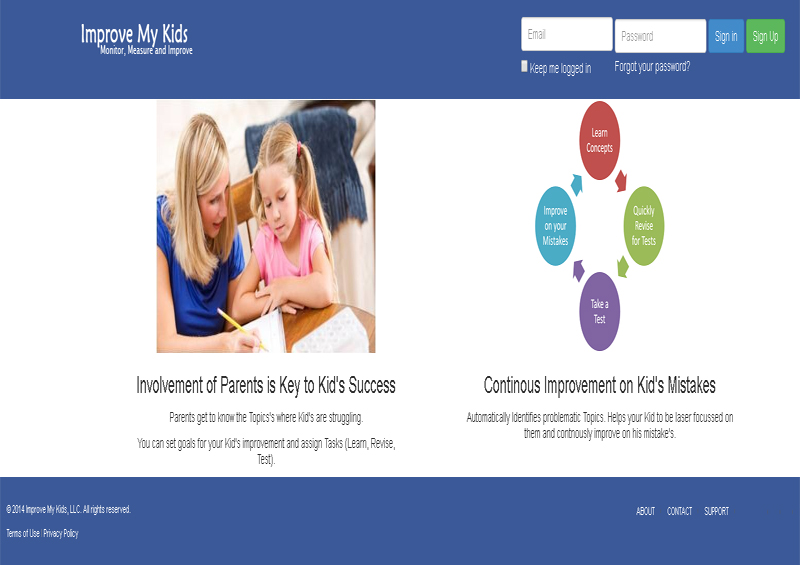 Improve My Kids
Monitor, Measure and Improve
Email
Password
Sign in
Sign Up
Keep me logged in
Forgot your password?
Learn
Concepts
Quickly
Revise
for Tests
Take a
Test
Improve
on your
Mistakes
Involvement of Parents is Key to Kid's Success
Parents get to know the Topics's where Kid's are struggling.
You can set goals for your Kid's improvement and assign Tasks (Learn, Revise,
Test).
Continous Improvement on Kid's Mistakes
Automatically Identifies problematic Topics. Helps your Kid to be laser focussed on
them and continously improve on his mistake's.
© 2014 Improve My Kids, LLC. All rights reserved.
Terms of Use | Privacy Policy
ABOUT CONTACT SUPPORT